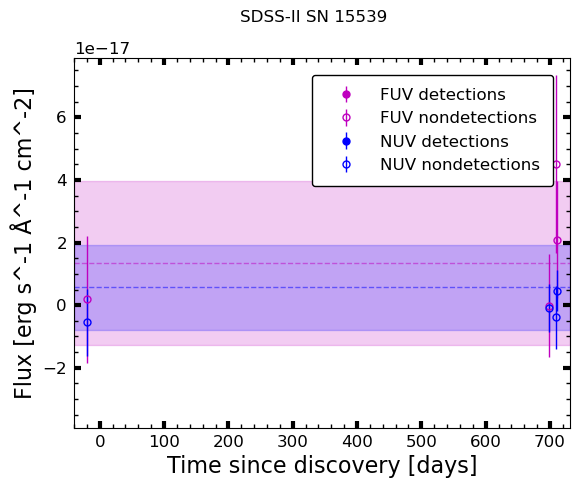 SDSS-II SN 15539
1e−17
FUV detections
FUV nondetections
NUV detections
NUV nondetections
Flux [erg s^-1 Å^-1 cm^-2]
6
4
2
0
−2
0 100 200 300 400 500 600 700
Time since discovery [days]